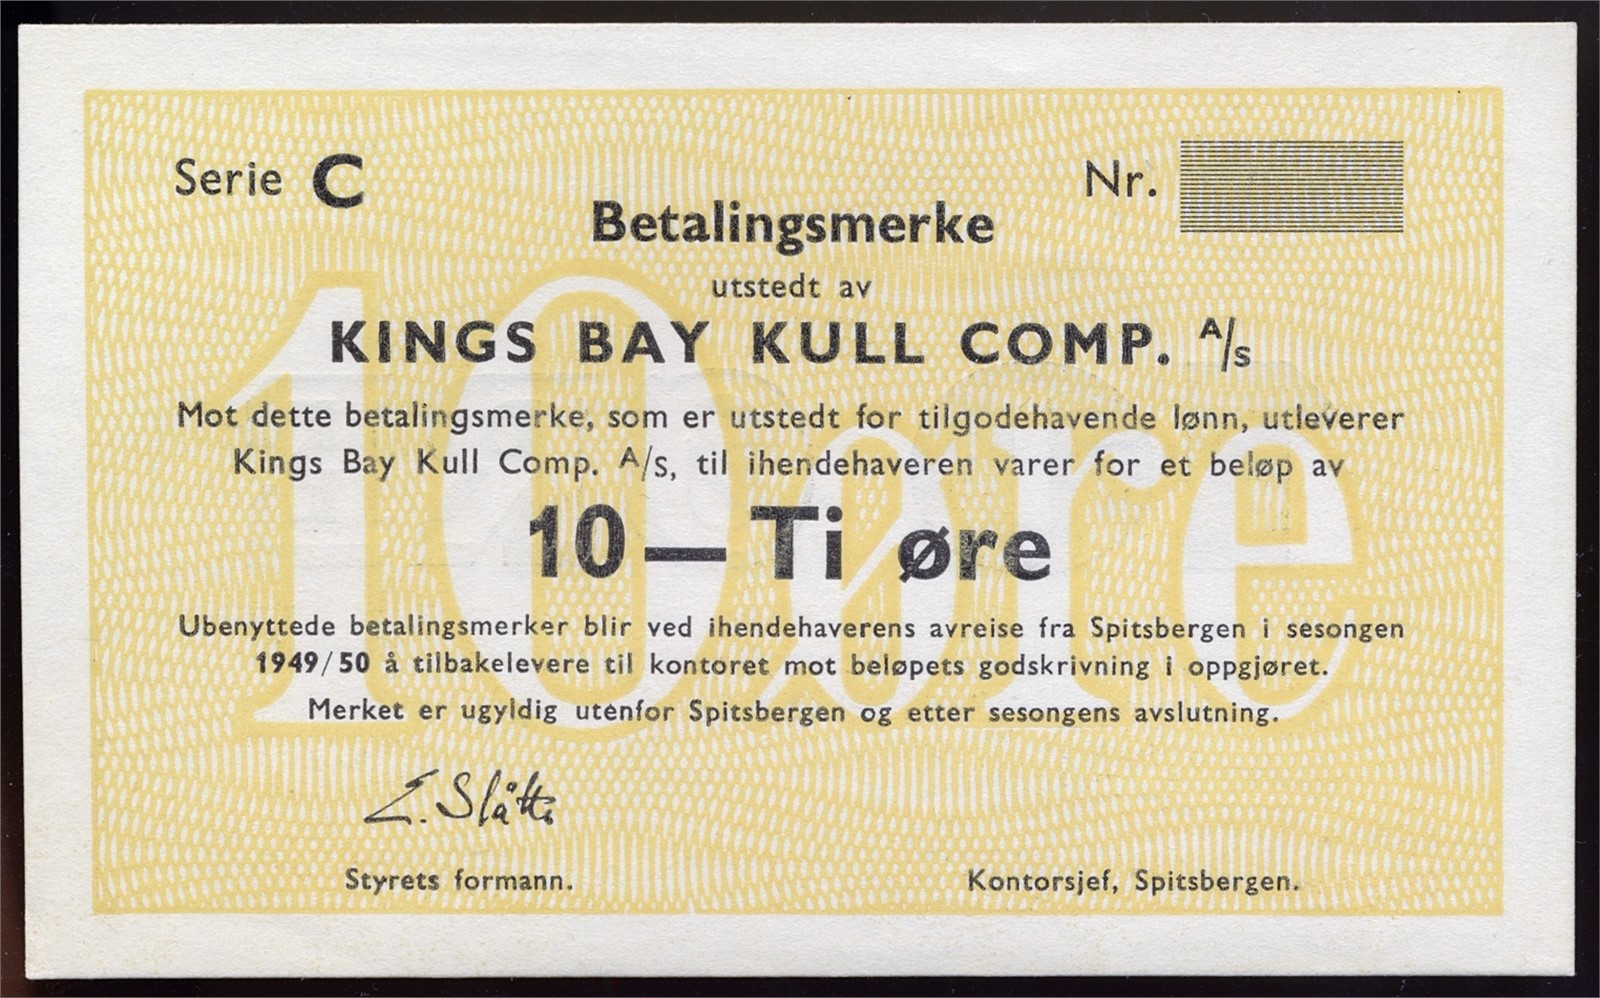 Serie C
Nr.
Betalingsmerke
utstedt av
KINGS BAY KULL COMP. A/s
Mot dette betalingsmerke, som er utstedt for tilgodehavende lønn, utleverer
Kings Bay Kull Comp. A/s, til ihendehaveren varer for et beløp av
10 — Ti øre
10 øre
Ubenyttede betalingsmerker blir ved ihendehaverens avreise fra Spitsbergen i sesongen
1949/50 å tilbakelevere til kontoret mot beløpets godskrivning i oppgjøret.
Merket er ugyldig utenfor Spitsbergen og etter sesongens avslutning.
E. Slåtto
Styrets formann.
Kontorsjef, Spitsbergen.